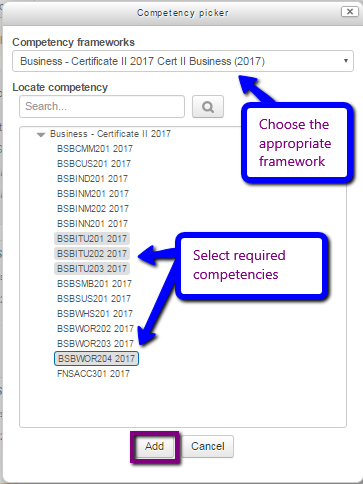 Competency picker
Competency frameworks
Business - Certificate II 2017 Cert II Business (2017)
Locate competency
Search...
Choose the
appropriate
framework
Business - Certificate II 2017
BSBCMM201 2017
BSBCUS201 2017
BSBIND201 2017
BSBINM201 2017
BSBINM202 2017
BSBINN201 2017
BSBITU201 2017
BSBITU202 2017
BSBITU203 2017
BSBSMB201 2017
BSBSUS201 2017
BSBWHS201 2017
BSBWOR202 2017
BSBWOR203 2017
BSBWOR204 2017
FNSACC301 2017
Select required
competencies
Add Cancel